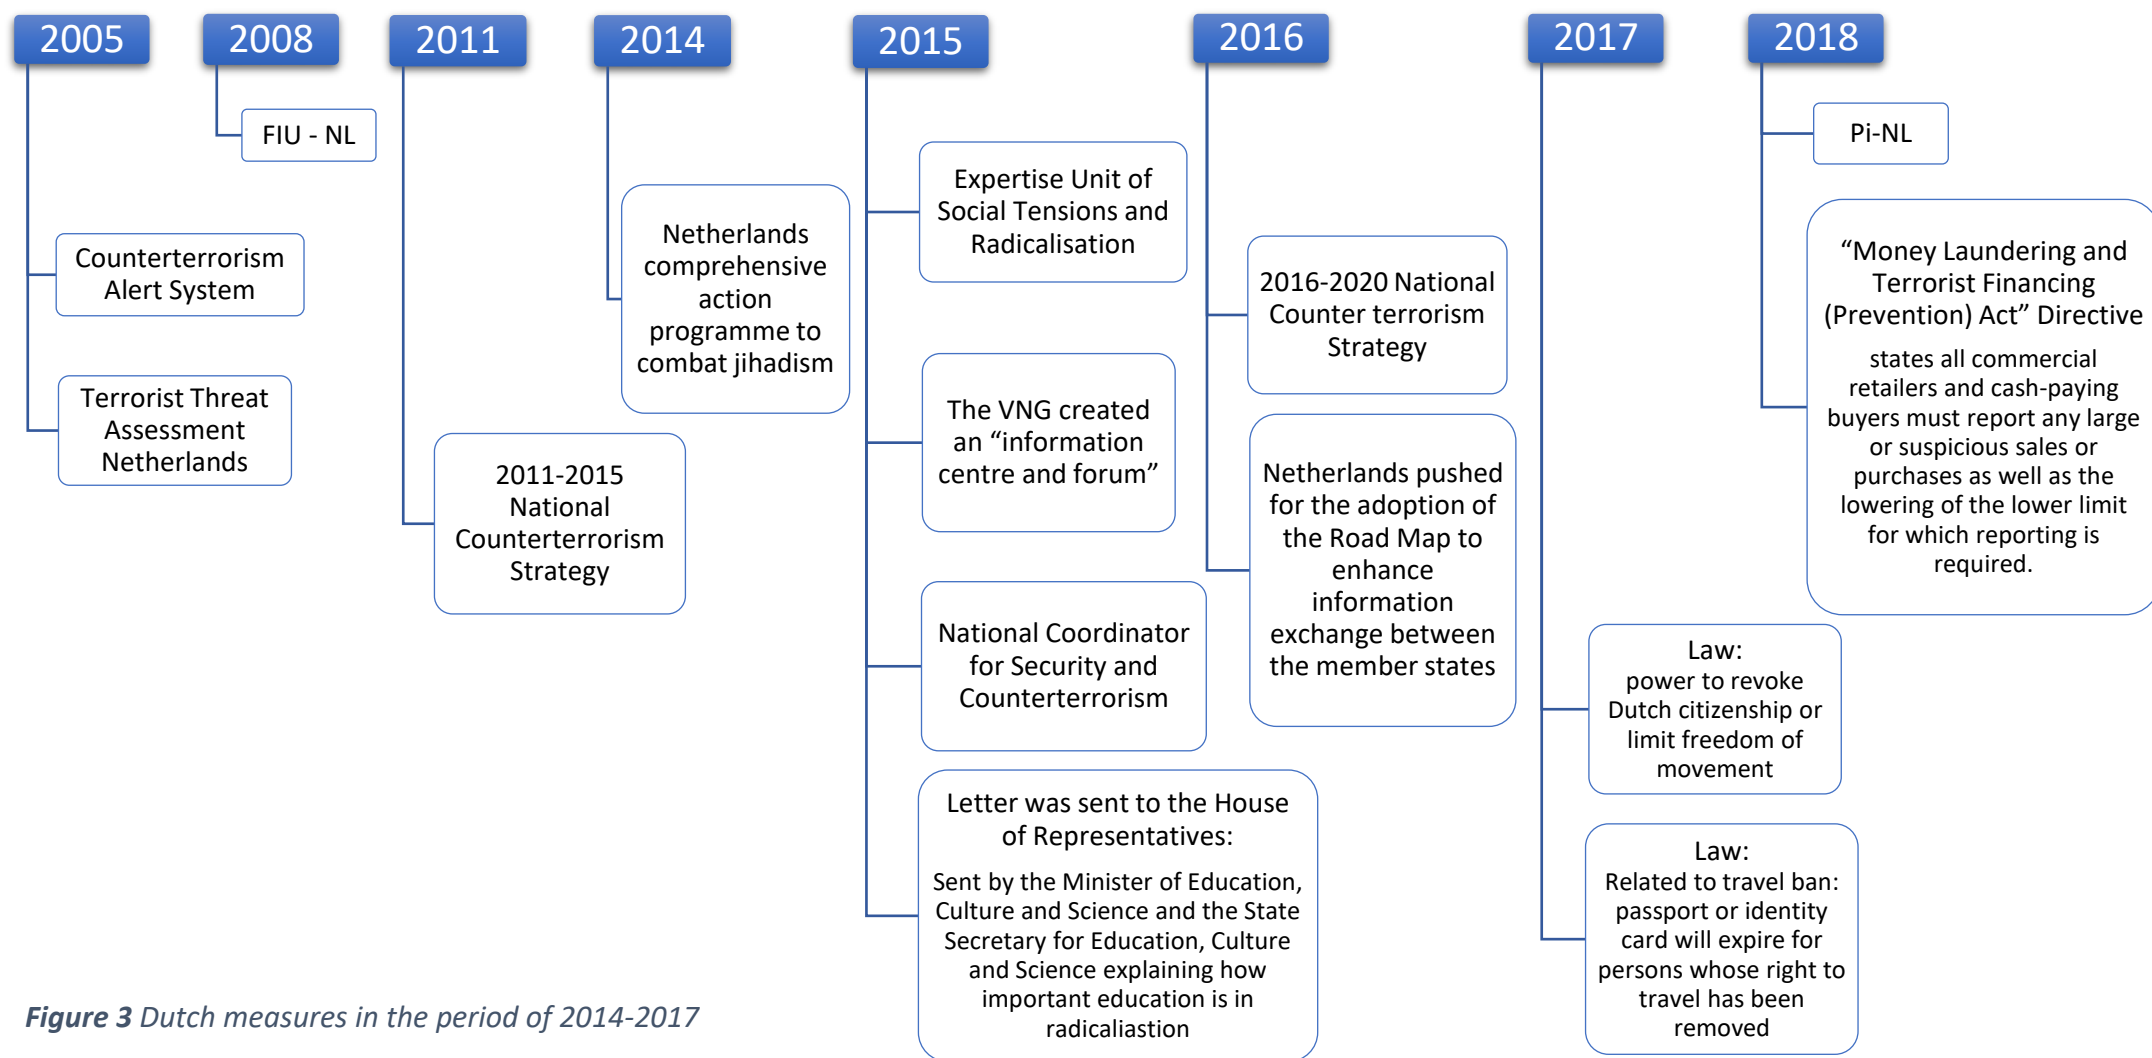 2005
Counterterrorism
Alert System
Terrorist Threat
Assessment
Netherlands
2008
FIU - NL
2011
2011-2015
National
Counterterrorism
Strategy
2014
Netherlands
comprehensive
action
programme to
combat jihadism
2015
Expertise Unit of
Social Tensions and
Radicalisation
The VNG created
an “information
centre and forum”
National Coordinator
for Security and
Counterterrorism
Letter was sent to the House
of Representatives:
Sent by the Minister of Education,
Culture and Science and the State
Secretary for Education, Culture
and Science explaining how
important education is in
radicaliastion
2016
2016-2020 National
Counter terrorism
Strategy
Netherlands pushed
for the adoption of
the Road Map to
enhance
information
exchange between
the member states
2017
Law:
power to revoke
Dutch citizenship or
limit freedom of
movement
Law:
Related to travel ban:
passport or identity
card will expire for
persons whose right to
travel has been
removed
2018
Pi-NL
“Money Laundering and
Terrorist Financing
(Prevention) Act” Directive
states all commercial
retailers and cash-paying
buyers must report any large
or suspicious sales or
purchases as well as the
lowering of the lower limit
for which reporting is
required.
Figure 3 Dutch measures in the period of 2014-2017